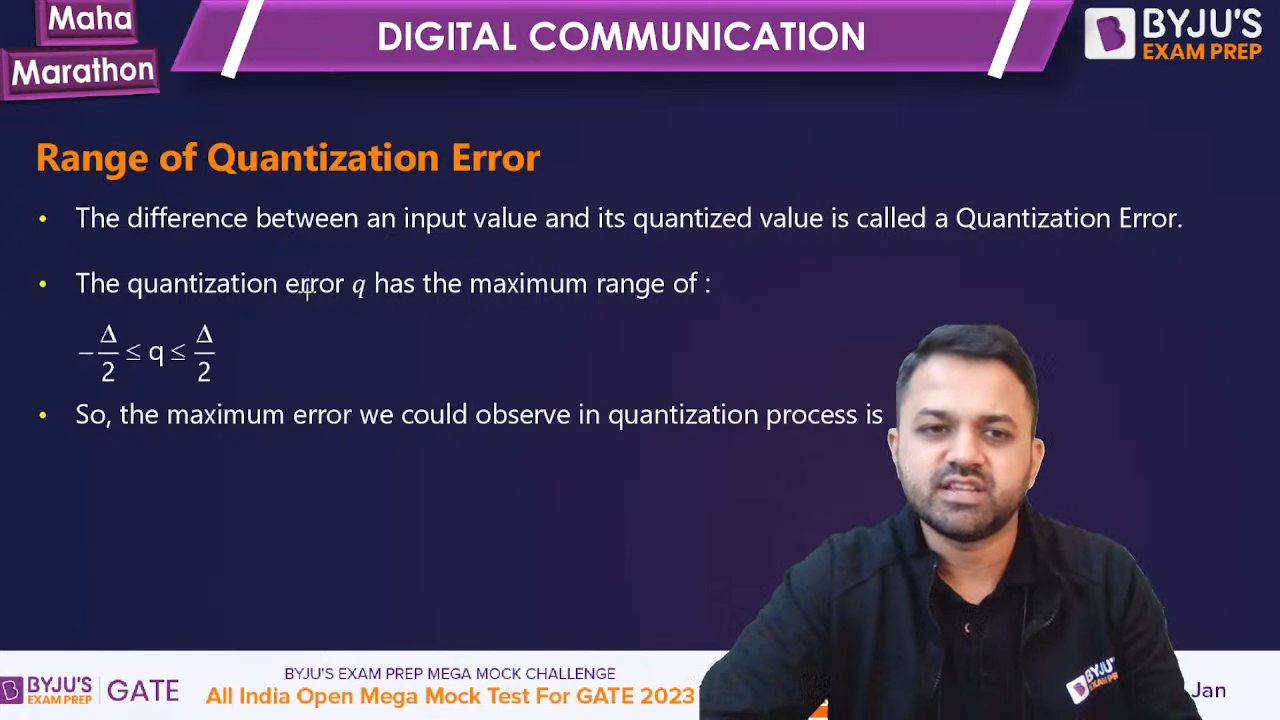 Maha
Marathon
DIGITAL COMMUNICATION
BYJU'S
EXAM PREP
Range of Quantization Error
• The difference between an input value and its quantized value is called a Quantization Error.
• The quantization error q has the maximum range of :
-Δ/2 ≤ q ≤ Δ/2
• So, the maximum error we could observe in quantization process is
BYJU'S
EXAM PREP
BYJU'S
EXAM PREP
GATE
BYJU'S EXAM PREP MEGA MOCK CHALLENGE
All India Open Mega Mock Test For GATE 2023
Jan